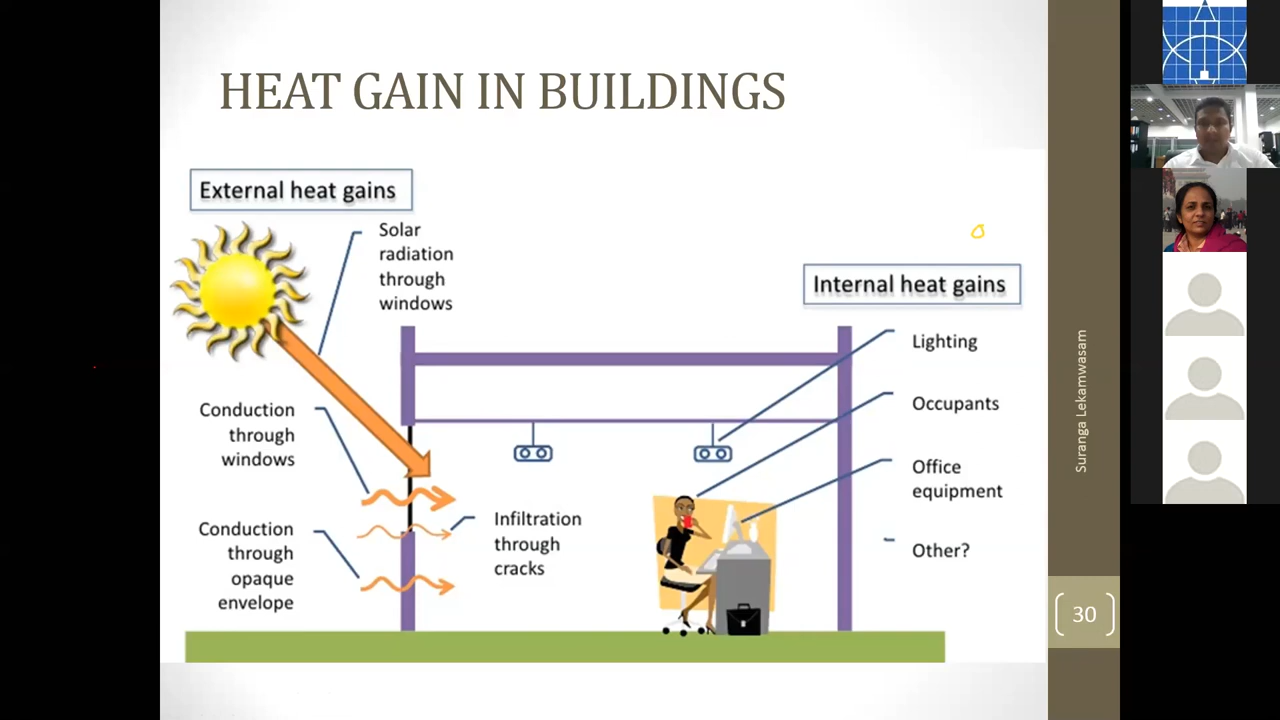 HEAT GAIN IN BUILDINGS
External heat gains
Solar
radiation
through
windows
Internal heat gains
Lighting
Conduction
through
windows
Occupants
Office
equipment
Infiltration
through
cracks
Conduction
through
opaque
envelope
Other?
Suranga Lekamwasam
30